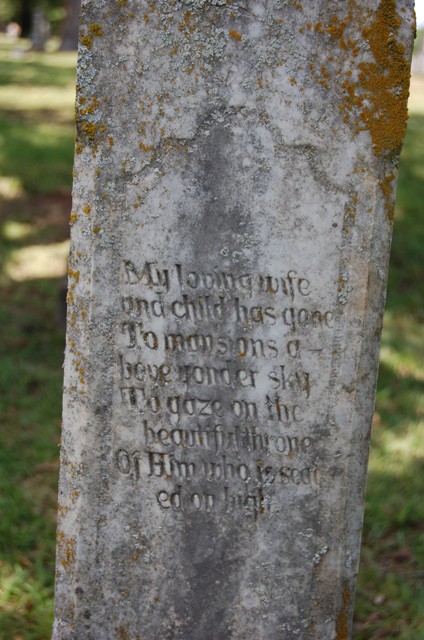 My loving wife
and child has gone
To mansions a-
bove yonder sky
To gaze on the
beautiful throne
Of Him who is seat
ed on high.